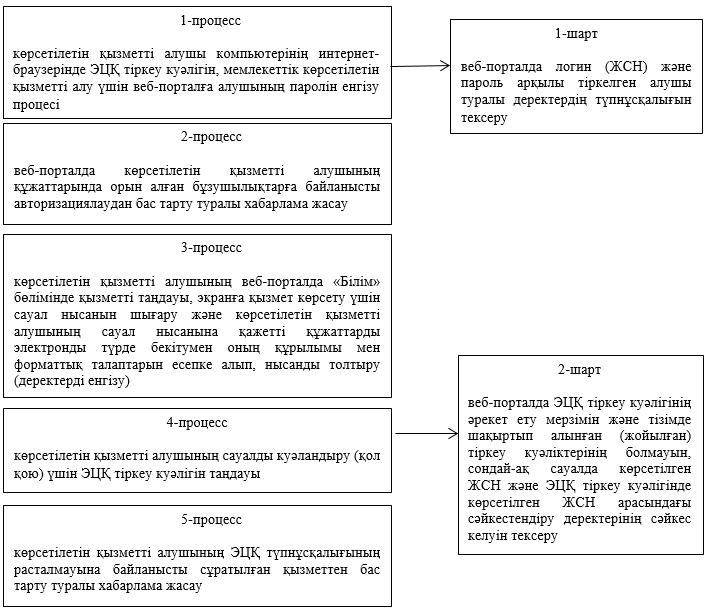 1-процесс
көрсетілетін қызметті алушы компьютерінің интернет-
браузерінде ЭЦҚ тіркеу куәлігін, мемлекеттік көрсетілетін
қызметті алу үшін веб-порталға алушының паролін енгізу
процесі
1-шарт
веб-порталда логин (ЖСН) және
пароль арқылы тіркелген алушы
туралы деректердің түпнұсқалығын
тексеру
2-процесс
веб-порталда көрсетілетін қызметті алушының
құжаттарында орын алған бұзушылықтарға байланысты
авторизациялаудан бас тарту туралы хабарлама жасау
3-процесс
көрсетілетін қызметті алушының веб-порталда «Білім»
бөлімінде қызметті таңдауы, экранға қызмет көрсету үшін
сауал нысанын шығару және көрсетілетін қызметті
алушының сауал нысанына қажетті құжаттарды
электронды түрде бекітумен оның құрылымы мен
форматтық талаптарын есепке алып, нысанды толтыру
(деректерді енгізу)
4-процесс
көрсетілетін қызметті алушының сауалды куәландыру (қол
қою) үшін ЭЦҚ тіркеу куәлігін таңдауы
2-шарт
веб-порталда ЭЦҚ тіркеу куәлігінің
әрекет ету мерзімін және тізімде
шақыртып алынған (жойылған)
тіркеу куәліктерінің болмауын,
сондай-ақ сауалда көрсетілген
ЖСН және ЭЦҚ тіркеу куәлігінде
көрсетілген ЖСН арасындағы
сәйкестендіру деректерінің сәйкес
келуін тексеру
5-процесс
көрсетілетін қызметті алушының ЭЦҚ түпнұсқалығының
расталмауына байланысты сұратылған қызметтен бас
тарту туралы хабарлама жасау